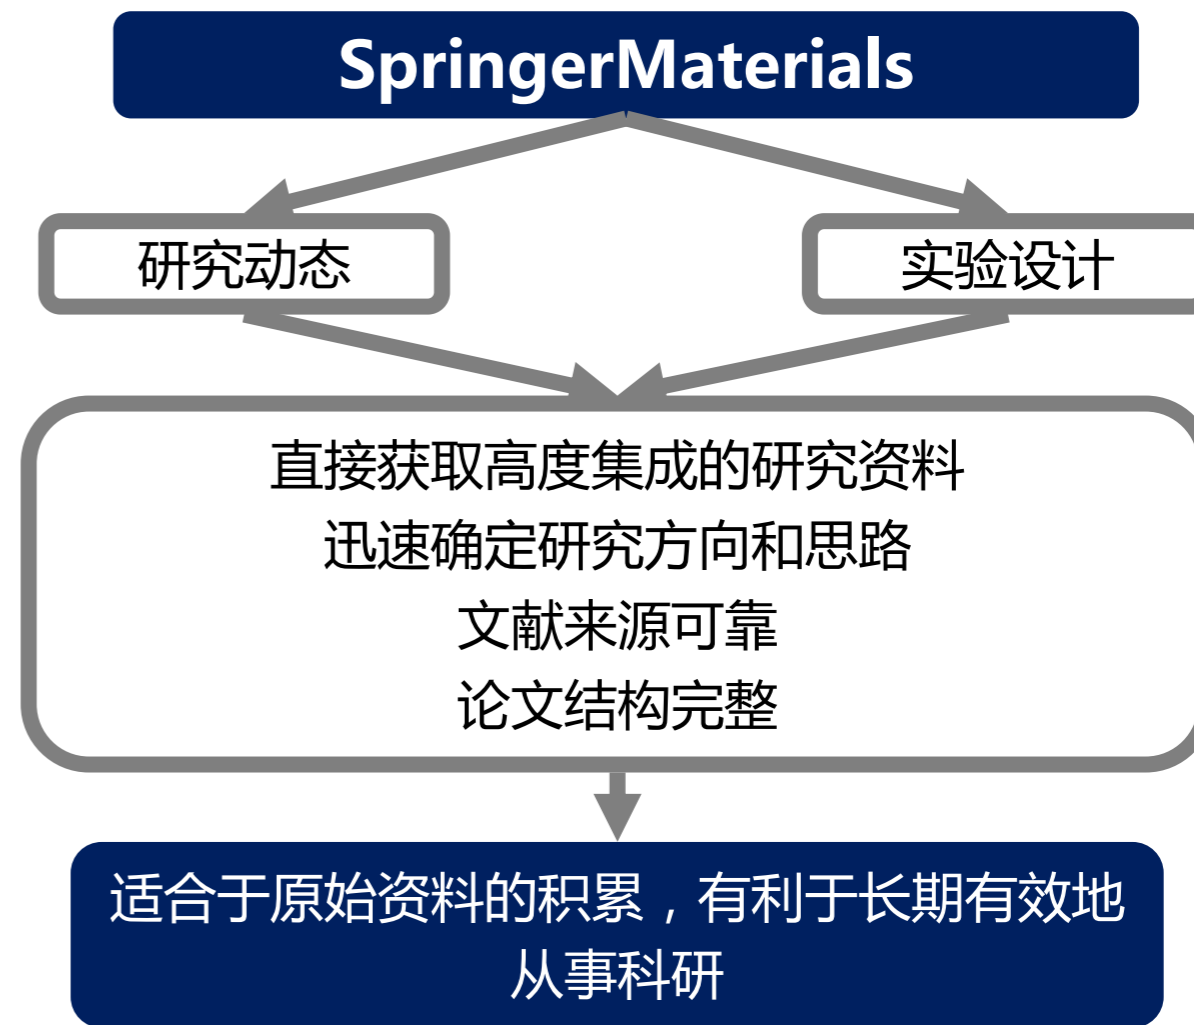 SpringerMaterials
研究动态
实验设计
直接获取高度集成的研究资料
迅速确定研究方向和思路
文献来源可靠
论文结构完整
适合于原始资料的积累，有利于长期有效地
从事科研